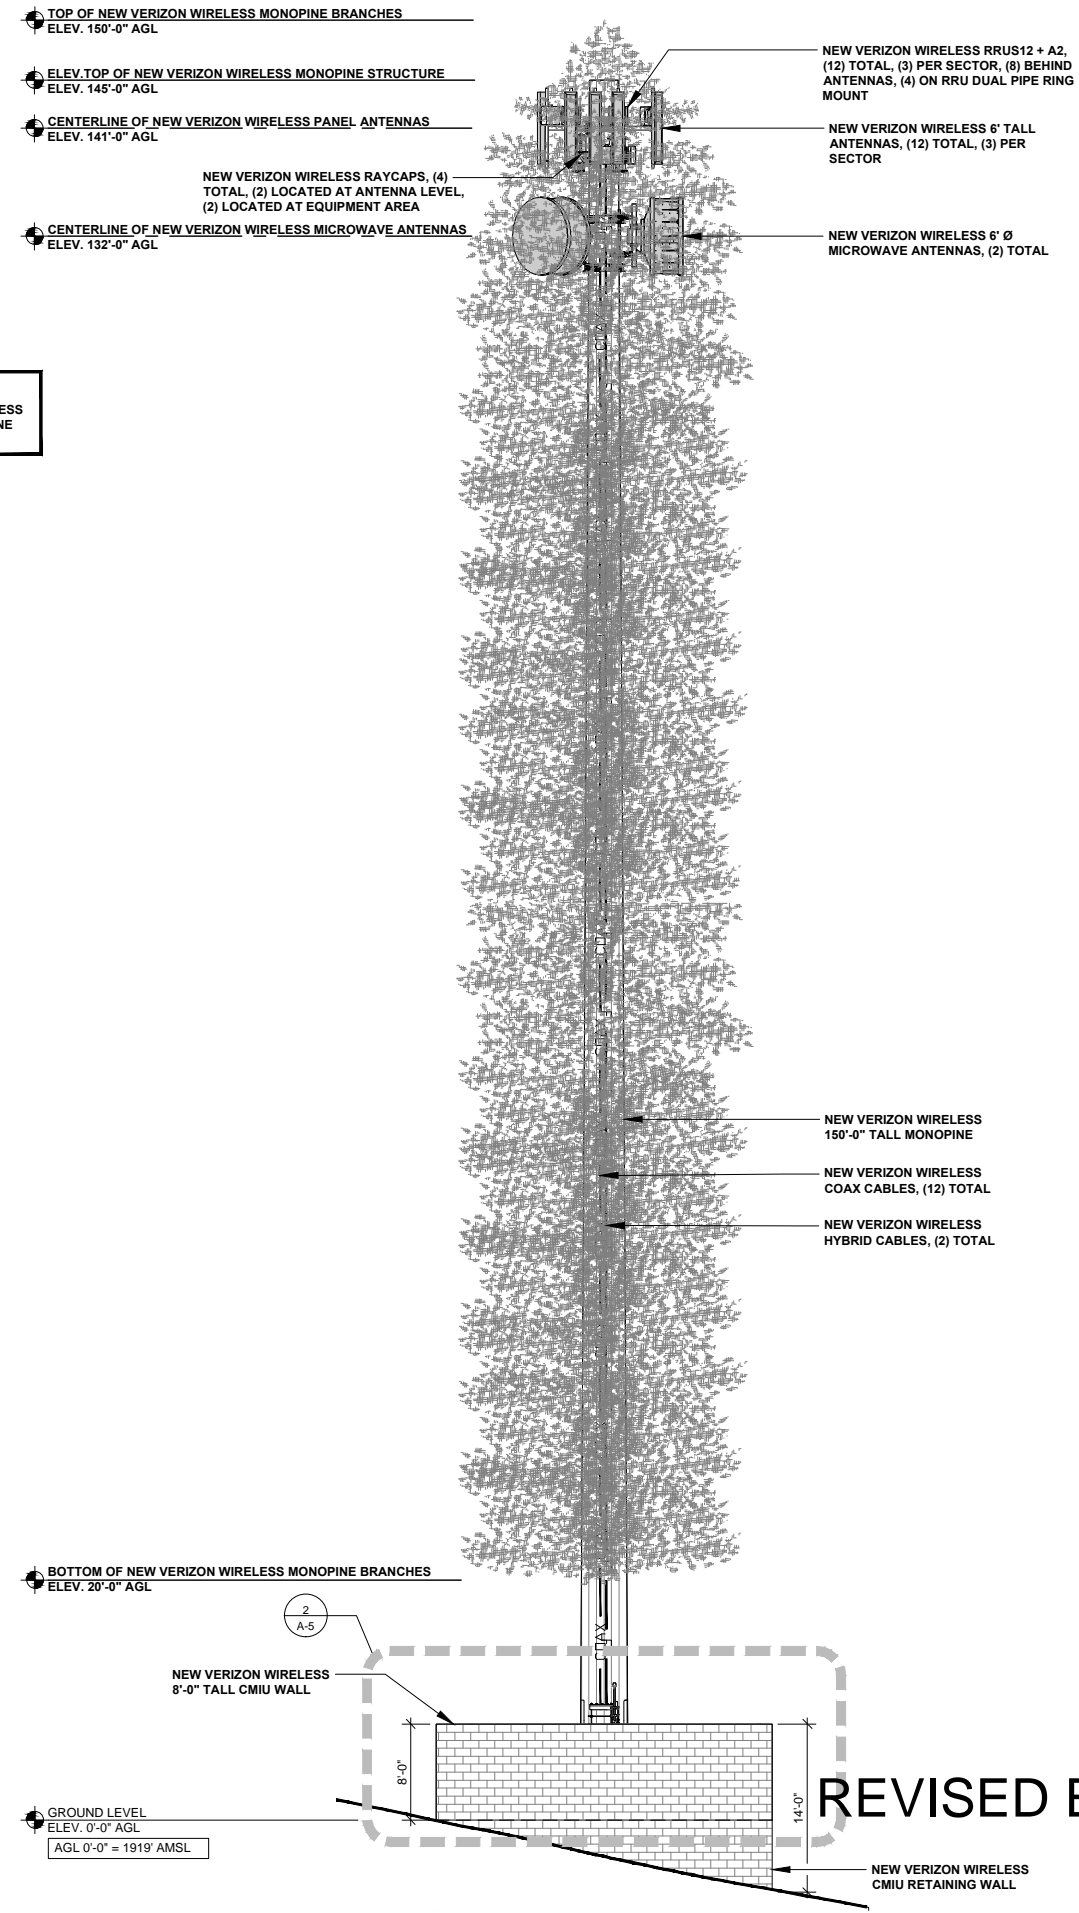 TOP OF NEW VERIZON WIRELESS MONOPINE BRANCHES
ELEV. 150'-0" AGL
ELEV.TOP OF NEW VERIZON WIRELESS MONOPINE STRUCTURE
ELEV. 145'-0" AGL
CENTERLINE OF NEW VERIZON WIRELESS PANEL ANTENNAS
ELEV. 141'-0" AGL
NEW VERIZON WIRELESS RRUS12 + A2,
(12) TOTAL, (3) PER SECTOR, (8) BEHIND
ANTENNAS, (4) ON RRU DUAL PIPE RING
MOUNT
NEW VERIZON WIRELESS 6' TALL
ANTENNAS, (12) TOTAL, (3) PER
SECTOR
NEW VERIZON WIRELESS RAYCAPS, (4)
TOTAL, (2) LOCATED AT ANTENNA LEVEL,
(2) LOCATED AT EQUIPMENT AREA
CENTERLINE OF NEW VERIZON WIRELESS MICROWAVE ANTENNAS
ELEV. 132'-0" AGL
NEW VERIZON WIRELESS 6' Ø
MICROWAVE ANTENNAS, (2) TOTAL
ESS
NE
COAX
COAX
COAX
NEW VERIZON WIRELESS
150'-0" TALL MONOPINE
NEW VERIZON WIRELESS
COAX CABLES, (12) TOTAL
NEW VERIZON WIRELESS
HYBRID CABLES, (2) TOTAL
BOTTOM OF NEW VERIZON WIRELESS MONOPINE BRANCHES
ELEV. 20'-0" AGL
2
A-5
COAX
NEW VERIZON WIRELESS
8'-0" TALL CMIU WALL
8'-0"
14'-0"
REVISED
GROUND LEVEL
ELEV. 0'-0" AGL
AGL 0'-0" = 1919' AMSL
NEW VERIZON WIRELESS
CMIU RETAINING WALL